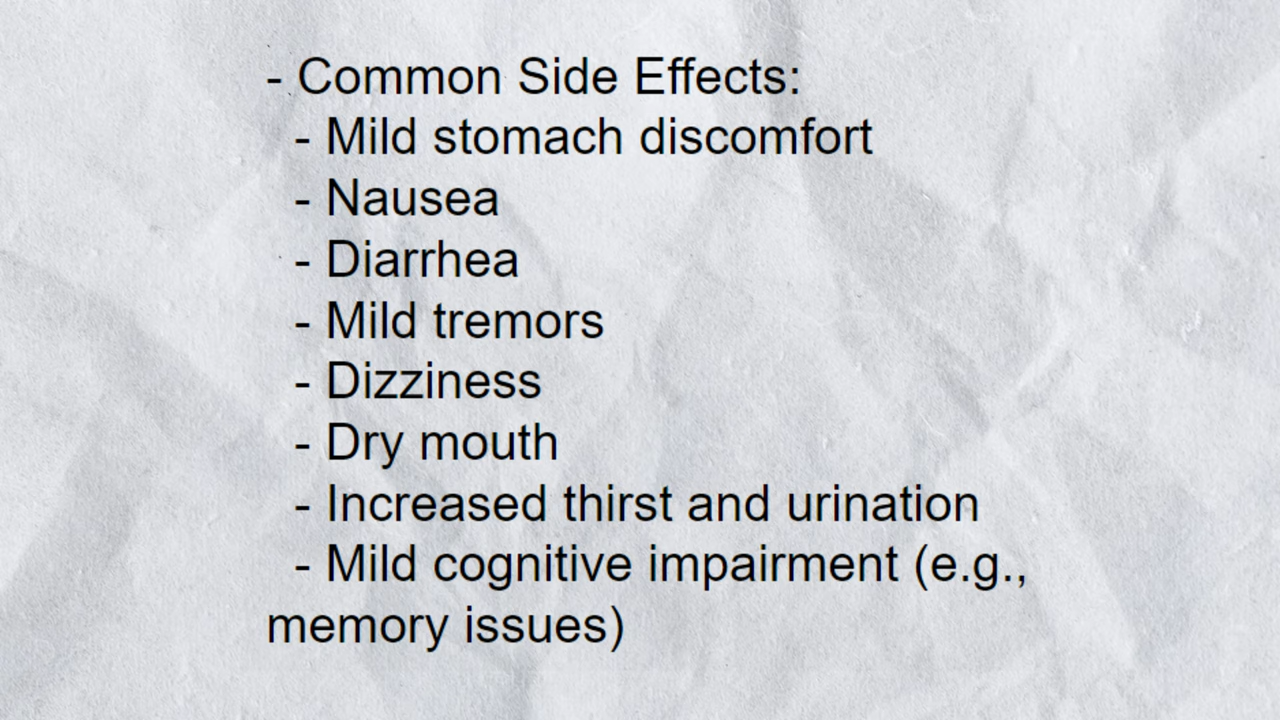 - Common Side Effects:
- Mild stomach discomfort
- Nausea
- Diarrhea
- Mild tremors
- Dizziness
- Dry mouth
- Increased thirst and urination
- Mild cognitive impairment (e.g.,
memory issues)